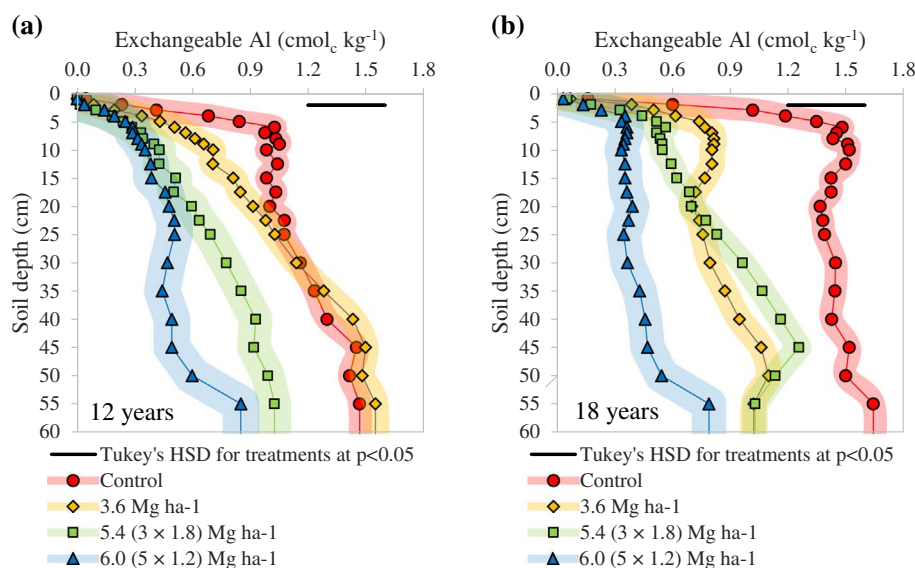 (a)
Exchangeable Al (cmolc kg-1)
0.0 0.3 0.6 0.9 1.2 1.5 1.8
Soil depth (cm)
0
5
10
15
20
25
30
35
40
45
50
55
60
12 years
Tukey's HSD for treatments at p<0.05
Control
3.6 Mg ha-1
5.4 (3 × 1.8) Mg ha-1
6.0 (5 × 1.2) Mg ha-1
(b)
Exchangeable Al (cmolc kg-1)
0.0 0.3 0.6 0.9 1.2 1.5 1.8
Soil depth (cm)
0
5
10
15
20
25
30
35
40
45
50
55
60
18 years
Tukey's HSD for treatments at p<0.05
Control
3.6 Mg ha-1
5.4 (3 × 1.8) Mg ha-1
6.0 (5 × 1.2) Mg ha-1